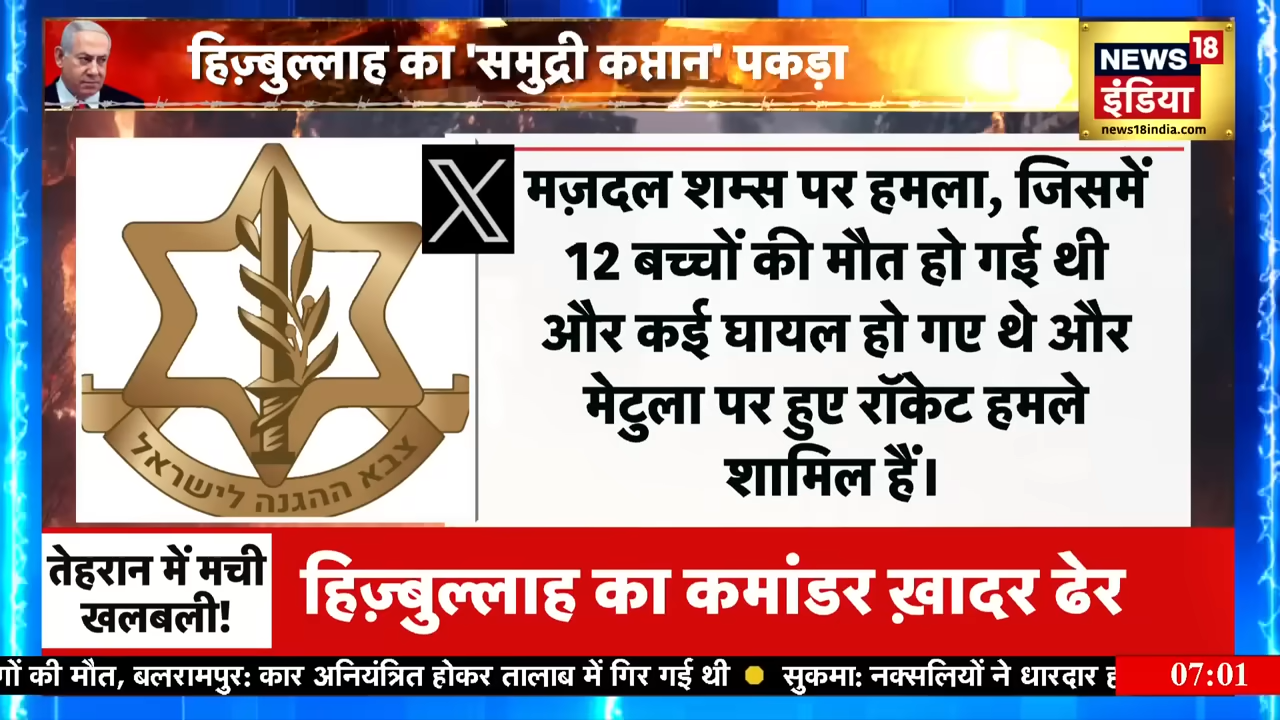 हिज़्बुल्लाह का 'समुद्री कप्तान' पकड़ा
NEWS 18
इंडिया
news18india.com
X
मज़दल शम्स पर हमला, जिसमें
12 बच्चों की मौत हो गई थी
और कई घायल हो गए थे और
मेटुला पर हुए रॉकेट हमले
शामिल हैं।
צבא ההגנה לישראל
तेहरान में मची
खलबली!
हिज़्बुल्लाह का कमांडर ख़ादर ढेर
की मौत, बलरामपुर: कार अनियंत्रित होकर तालाब में गिर गई थी
सुकमा: नक्सलियों ने धारदार
07:01